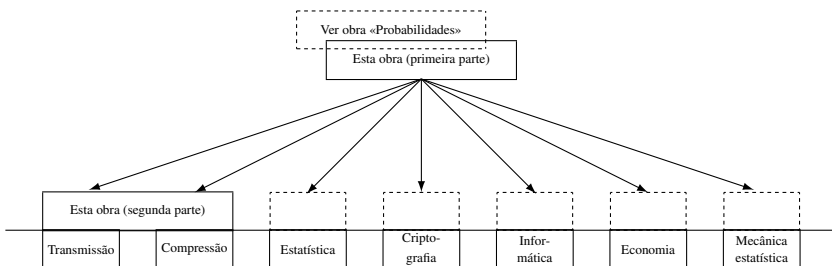 Ver obra «Probabilidades»
Esta obra (primeira parte)
Esta obra (segunda parte)
Transmissão
Compressão
Estatística
Cripto-
grafia
Infor-
mática
Economia
Mecânica
estatística